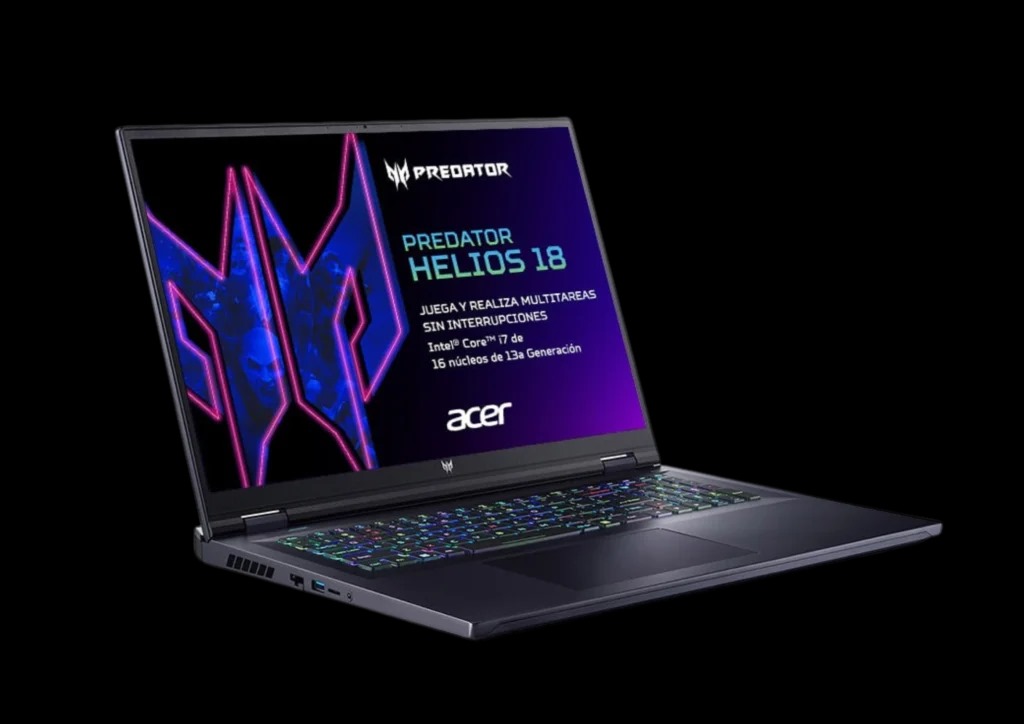 PREDATOR
PREDATOR
HELIOS 18
JUEGA Y REALIZA MULTITAREAS
SIN INTERRUPCIONES
Intel® Core™ i7 de
16 núcleos de 13a Generación
acer